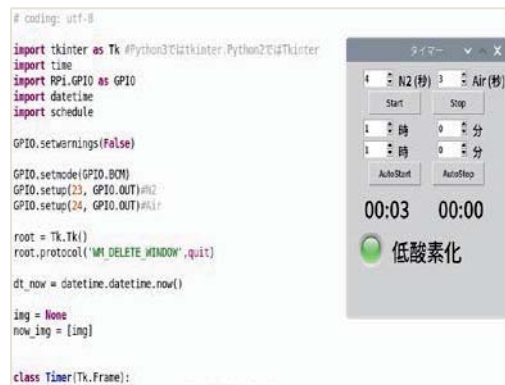 # coding: utf-8
import tkinter as Tk #Python3ではtkinter.Python2ではTkinter
import time
import RPi.GPIO as GPIO
import datetime
import schedule
GPIO.setwarnings(False)
GPIO.setmode(GPIO.BCM)
GPIO.setup(23, GPIO.OUT)#N2
GPIO.setup(24, GPIO.OUT)#Air
root = Tk.Tk()
root.protocol('WM_DELETE_WINDOW',quit)
dt_now = datetime.datetime.now()
img = None
now_img = [img]
class Timer(Tk.Frame):
タイマー
4 N2(秒) 3 Air(秒)
Start Stop
1 時 0 分
1 時 0 分
AutoStart AutoStop
00:03 00:00
低酸素化